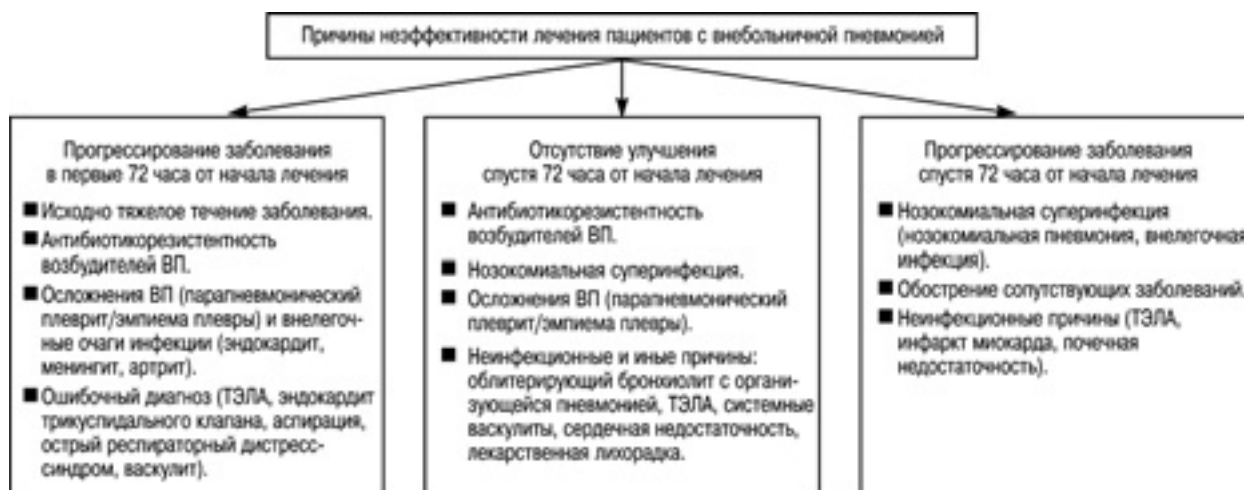 Причины неэффективности лечения пациентов с внебольничной пневмонией
Прогрессирование заболевания
в первые 72 часа от начала лечения
■ Исходно тяжелое течение заболевания.
■ Антибиотикорезистентность
возбудителей ВП.
■ Осложнения ВП (парапневмонический
плеврит/эмпиема плевры) и внелегоч-
ные очаги инфекции (эндокардит,
менингит, артрит).
■ Ошибочный диагноз (ТЭЛА, эндокардит
трикуспидального клапана, аспирация,
острый респираторный дистресс-
синдром, васкулит).
Отсутствие улучшения
спустя 72 часа от начала лечения
■ Антибиотикорезистентность
возбудителей ВП.
■ Нозокомиальная суперинфекция.
■ Осложнения ВП (парапневмонический
плеврит/эмпиема плевры).
■ Неинфекционные и иные причины:
облитерирующий бронхиолит с органи-
зующейся пневмонией, ТЭЛА, системные
васкулиты, сердечная недостаточность,
лекарственная лихорадка.
Прогрессирование заболевания
спустя 72 часа от начала лечения
■ Нозокомиальная суперинфекция
(нозокомиальная пневмония, внелегочная
инфекция).
■ Обострение сопутствующих заболеваний.
■ Неинфекционные причины (ТЭЛА,
инфаркт миокарда, почечная
недостаточность).